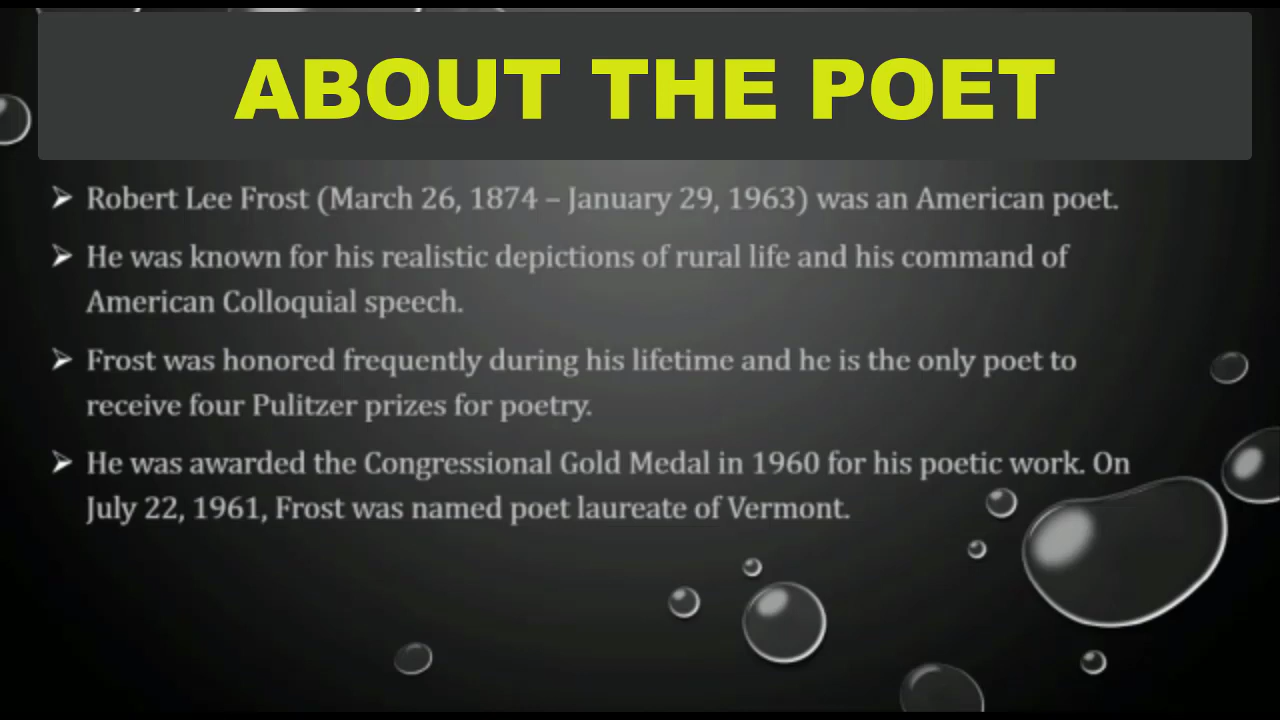 ABOUT THE POET
➢ Robert Lee Frost (March 26, 1874 – January 29, 1963) was an American poet.
➢ He was known for his realistic depictions of rural life and his command of
American Colloquial speech.
➢ Frost was honored frequently during his lifetime and he is the only poet to
receive four Pulitzer prizes for poetry.
➢ He was awarded the Congressional Gold Medal in 1960 for his poetic work. On
July 22, 1961, Frost was named poet laureate of Vermont.